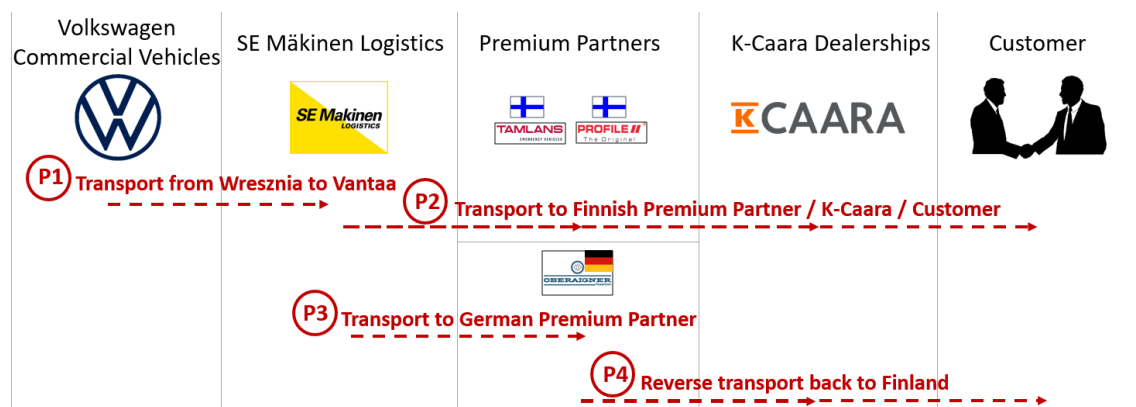 Volkswagen
Commercial Vehicles
SE Mäkinen Logistics
Premium Partners
K-Caara Dealerships
Customer
SE Makinen
LOGISTICS
TAMLANS
EMERGENCY VEHICLES
PROFILE II
The Original
K CAARA
P1 Transport from Wresznia to Vantaa
P2 Transport to Finnish Premium Partner / K-Caara / Customer
OBERAIGNER
P3 Transport to German Premium Partner
P4 Reverse transport back to Finland